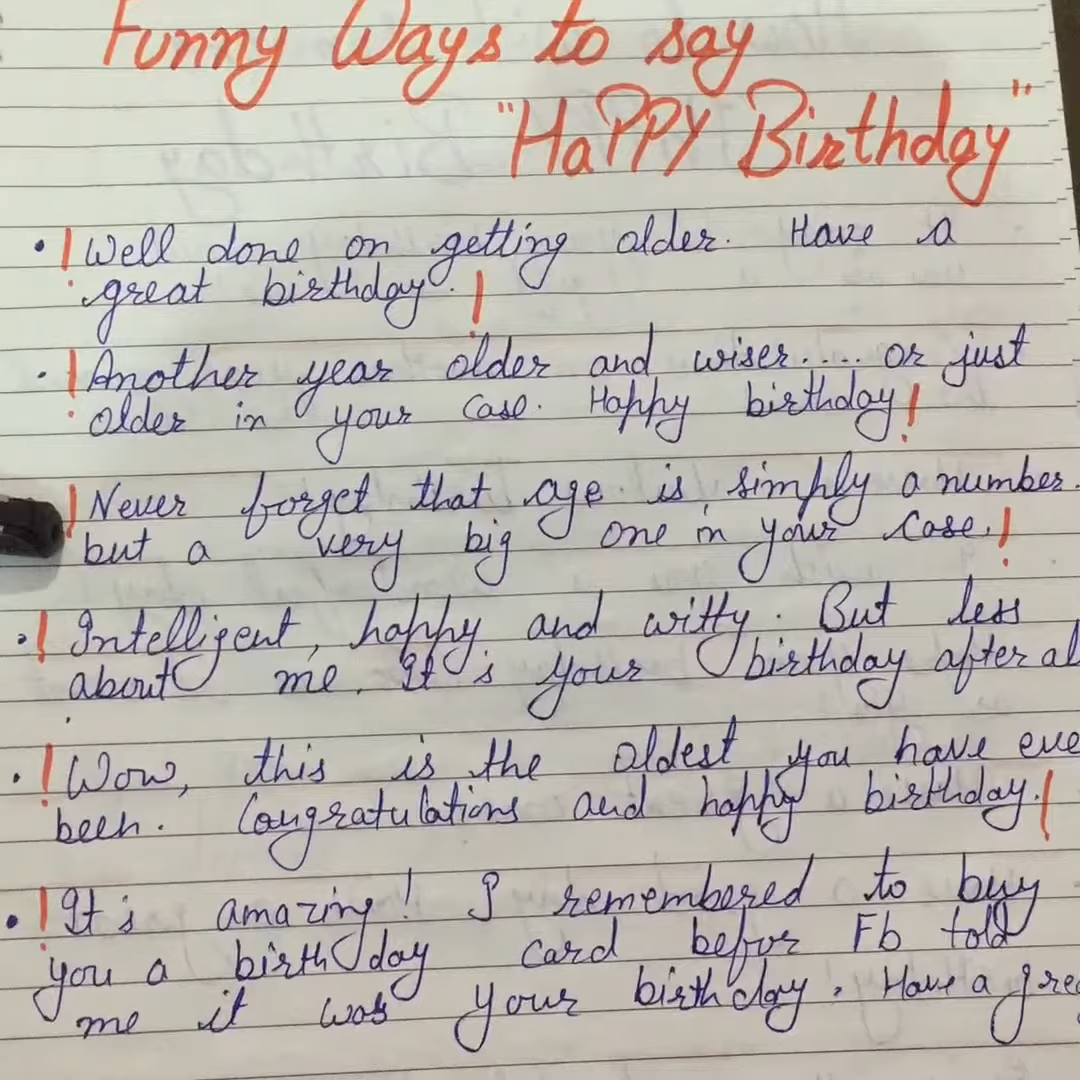 Funny Ways to say
"HaPPY Birthday"
• ! Well done on getting older. Have a
great birthday. !
• ! Another year older and wiser.... or just
older in your case. Happy birthday !
! Never forget that age is simply a number.
but a very big one in your case. !
• ! Intelligent, happy and witty. But less
about me. It's your birthday after al
• ! Wow, this is the oldest you have eve
been. Congratulations and happy birthday. !
• ! It's amazing! I remembered to buy
you a birthday card befor Fb told
me it was your birthday. Have a grea